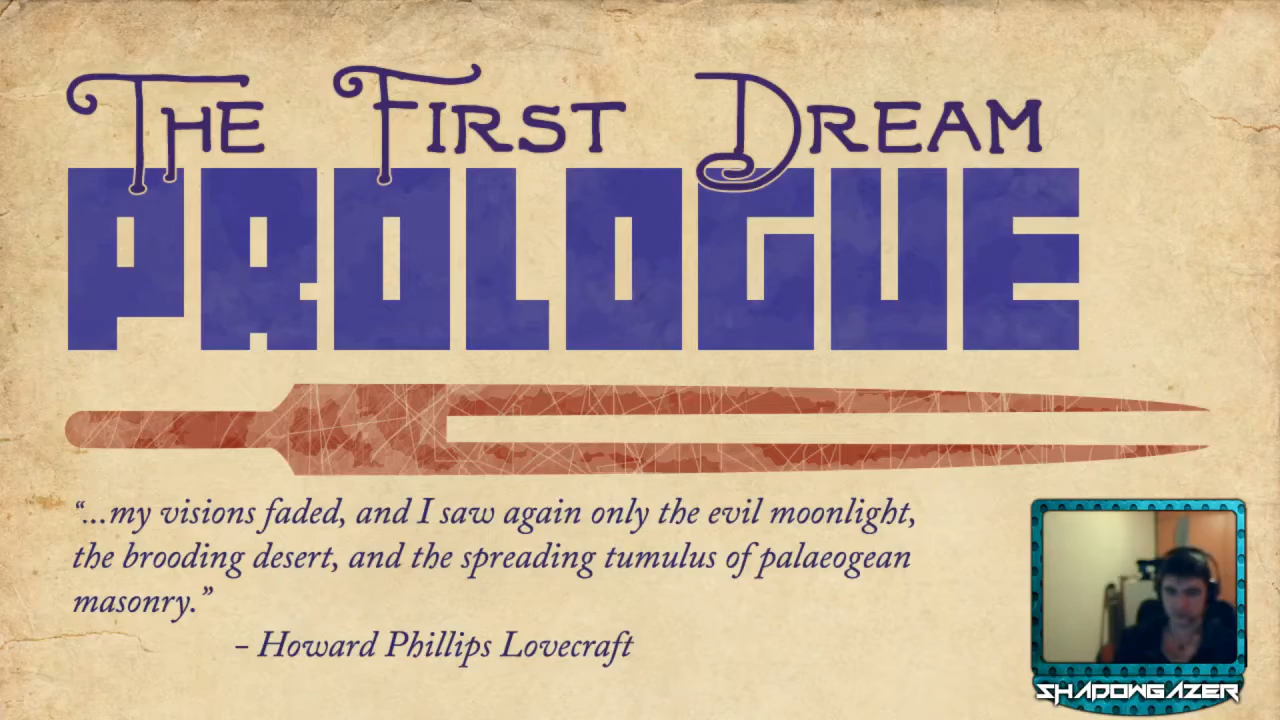 The First Dream
PROLOGUE
“...my visions faded, and I saw again only the evil moonlight,
the brooding desert, and the spreading tumulus of palaeogean
masonry.”
– Howard Phillips Lovecraft
SHADOWGAZER